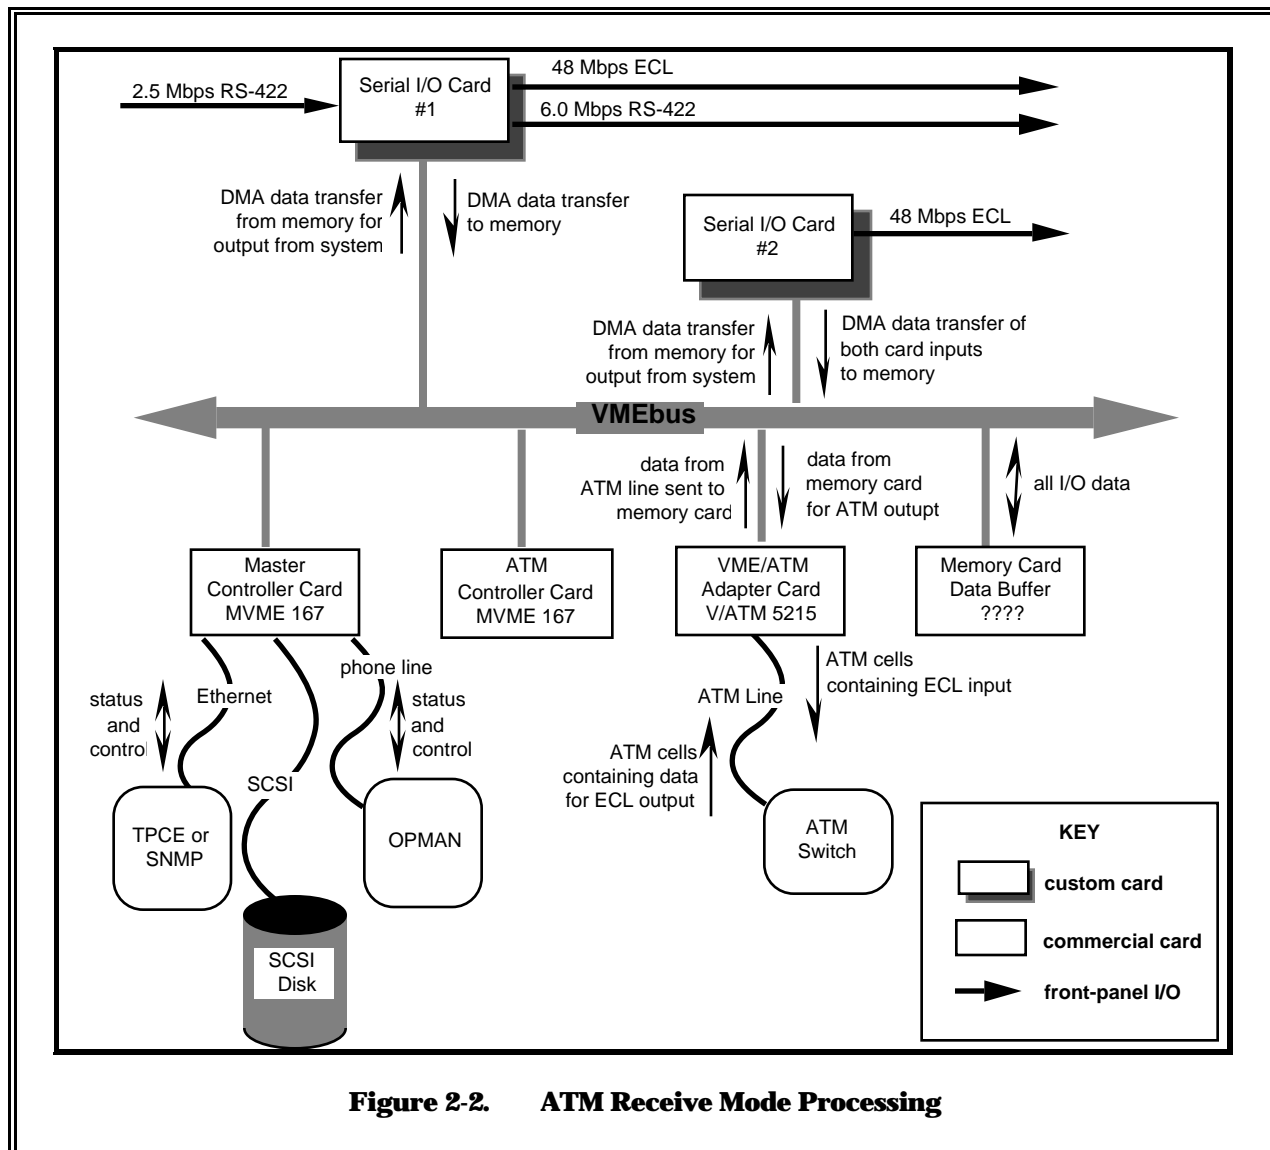 48 Mbps ECL
2.5 Mbps RS-422
Serial I/O Card
#1
6.0 Mbps RS-422
DMA data transfer
from memory for
output from system
DMA data transfer
to memory
Serial I/O Card
#2
48 Mbps ECL
DMA data transfer
from memory for
output from system
DMA data transfer of
both card inputs
to memory
VMEbus
data from
ATM line sent to
memory card
data from
memory card
for ATM outupt
all I/O data
Master
Controller Card
MVME 167
ATM
Controller Card
MVME 167
VME/ATM
Adapter Card
V/ATM 5215
Memory Card
Data Buffer
????
phone line
Ethernet
status
and
control
status
and
control
SCSI
ATM Line
ATM cells
containing ECL input
ATM cells
containing data
for ECL output
TPCE or
SNMP
OPMAN
ATM
Switch
SCSI
Disk
KEY
custom card
commercial card
front-panel I/O
Figure 2-2. ATM Receive Mode Processing